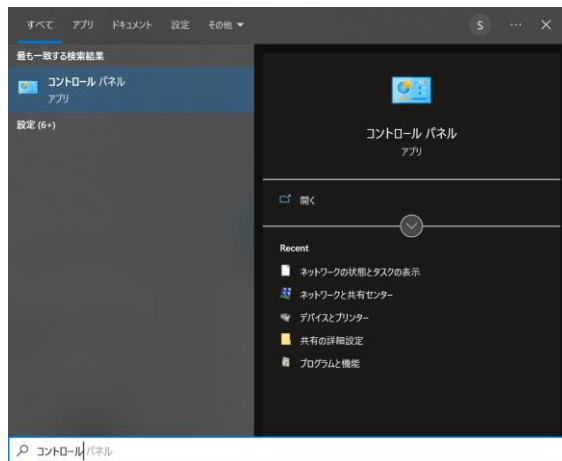 すべて アプリ ドキュメント 設定 その他 ▼ S ··· ×
最も一致する検索結果
コントロール パネル
アプリ
設定 (6+)
コントロール パネル
アプリ
開く
Recent
ネットワークの状態とタスクの表示
ネットワークと共有センター
デバイスとプリンター
共有の詳細設定
プログラムと機能
コントロール パネル